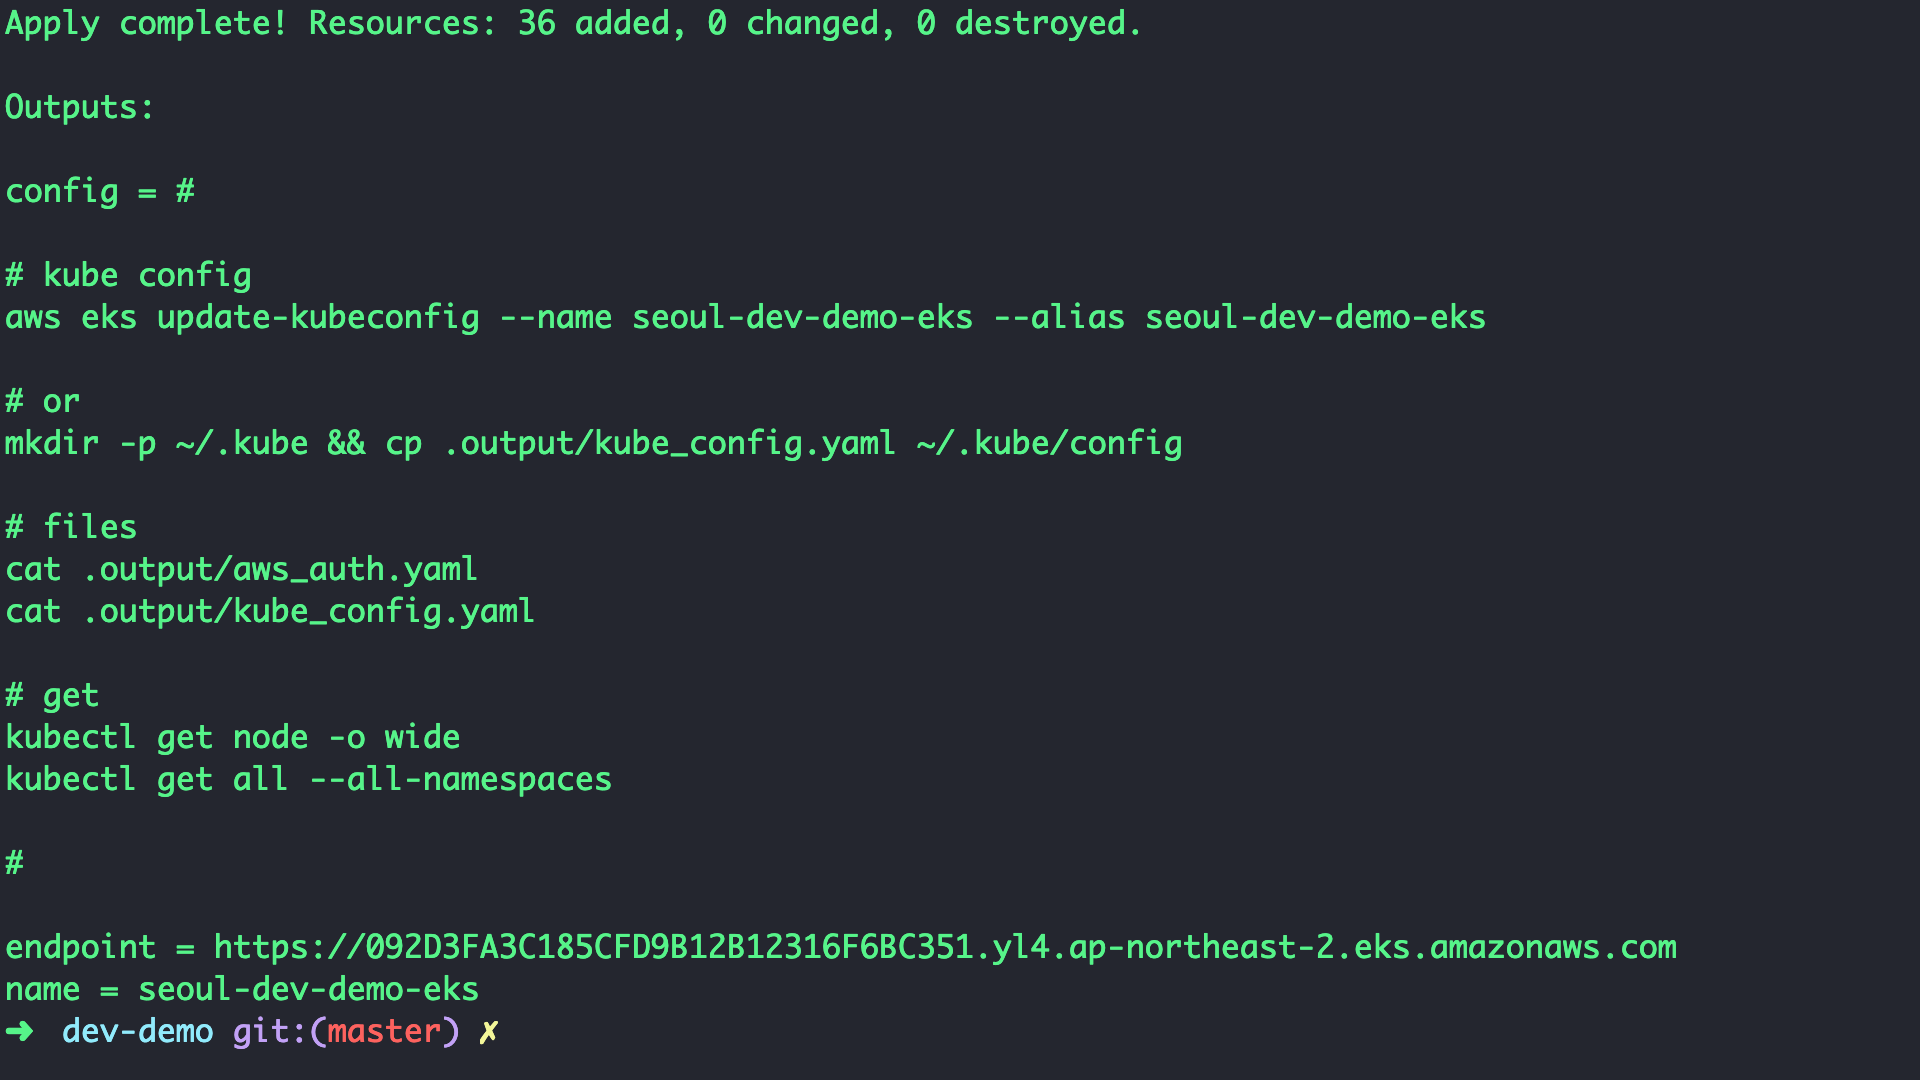 Apply complete! Resources: 36 added, 0 changed, 0 destroyed.
Outputs:
config = #
# kube config
aws eks update-kubeconfig --name seoul-dev-demo-eks --alias seoul-dev-demo-eks
# or
mkdir -p ~/.kube && cp .output/kube_config.yaml ~/.kube/config
# files
cat .output/aws_auth.yaml
cat .output/kube_config.yaml
# get
kubectl get node -o wide
kubectl get all --all-namespaces
#
endpoint = https://092D3FA3C185CFD9B12B12316F6BC351.yl4.ap-northeast-2.eks.amazonaws.com
name = seoul-dev-demo-eks
➜ dev-demo git:(master) ✗